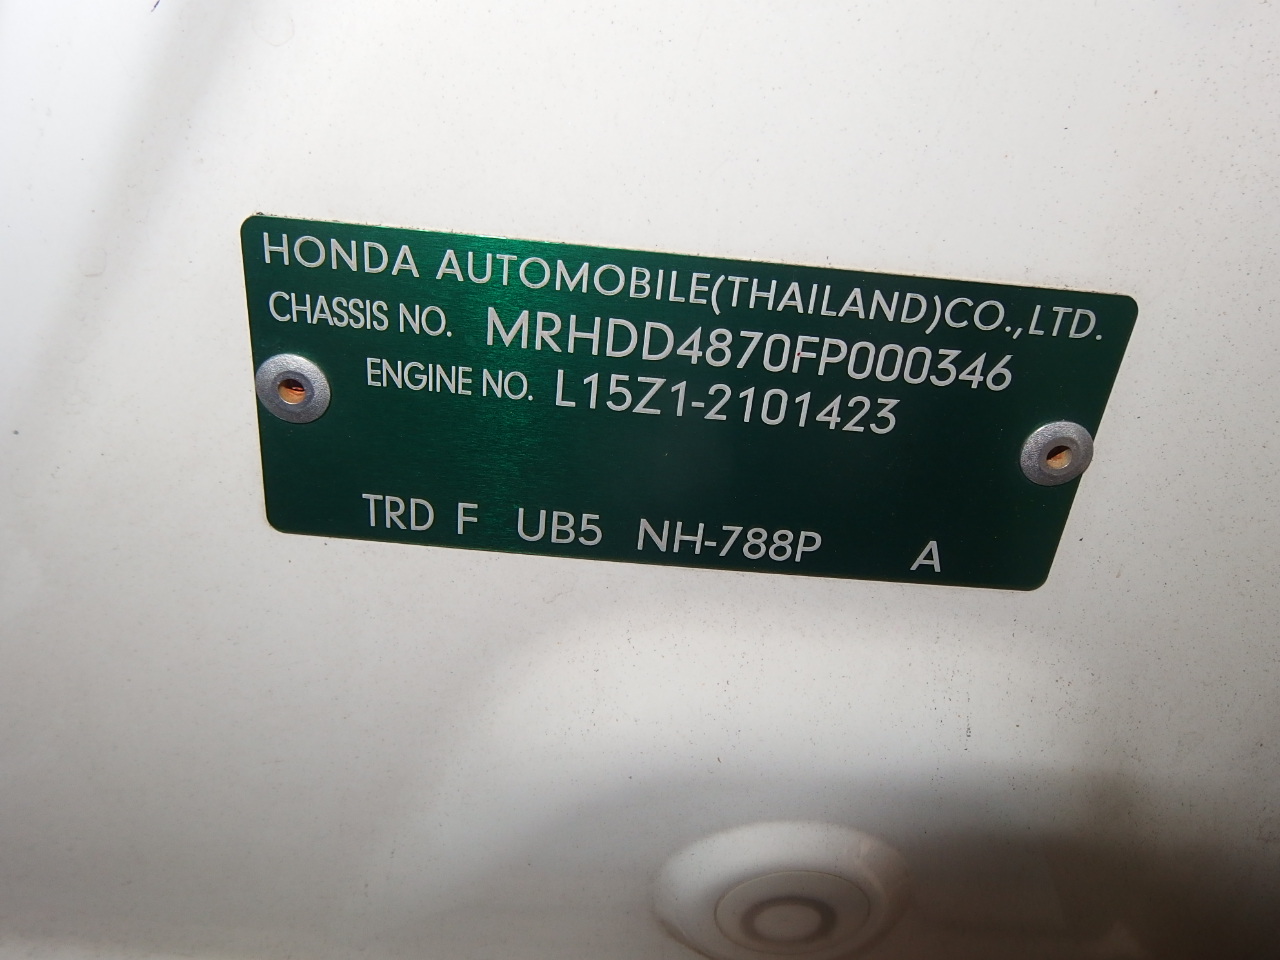 HONDA AUTOMOBILE(THAILAND)CO.,LTD.
CHASSIS NO. MRHDD4870FP000346
ENGINE NO. L15Z1-2101423
TRD F UB5 NH-788P A